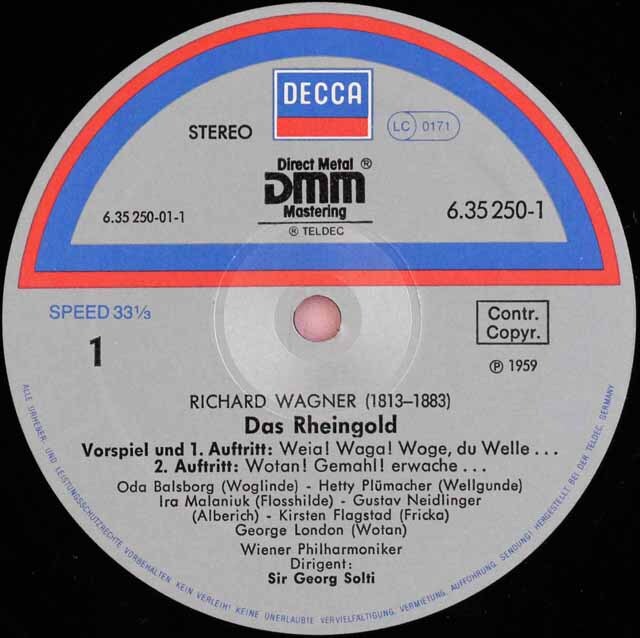 DECCA
STEREO
LC 0171
Direct Metal ®
DMM
Mastering
® TELDEC
6.35 250-01-1
6.35 250-1
SPEED 33⅓
1
Contr.
Copyr.
℗ 1959
RICHARD WAGNER (1813–1883)
Das Rheingold
Vorspiel und 1. Auftritt: Weia! Waga! Woge, du Welle . . .
2. Auftritt: Wotan! Gemahl! erwache . . .
Oda Balsborg (Woglinde) - Hetty Plümacher (Wellgunde)
Ira Malaniuk (Flosshilde) - Gustav Neidlinger
(Alberich) - Kirsten Flagstad (Fricka)
George London (Wotan)
Wiener Philharmoniker
Dirigent:
Sir Georg Solti
ALLE URHEBER- UND LEISTUNGSSCHUTZRECHTE VORBEHALTEN. KEIN VERLEIH! KEINE UNERLAUBTE VERVIELFÄLTIGUNG, VERMIETUNG, AUFFÜHRUNG, SENDUNG! HERGESTELLT BEI DER TELDEC, GERMANY